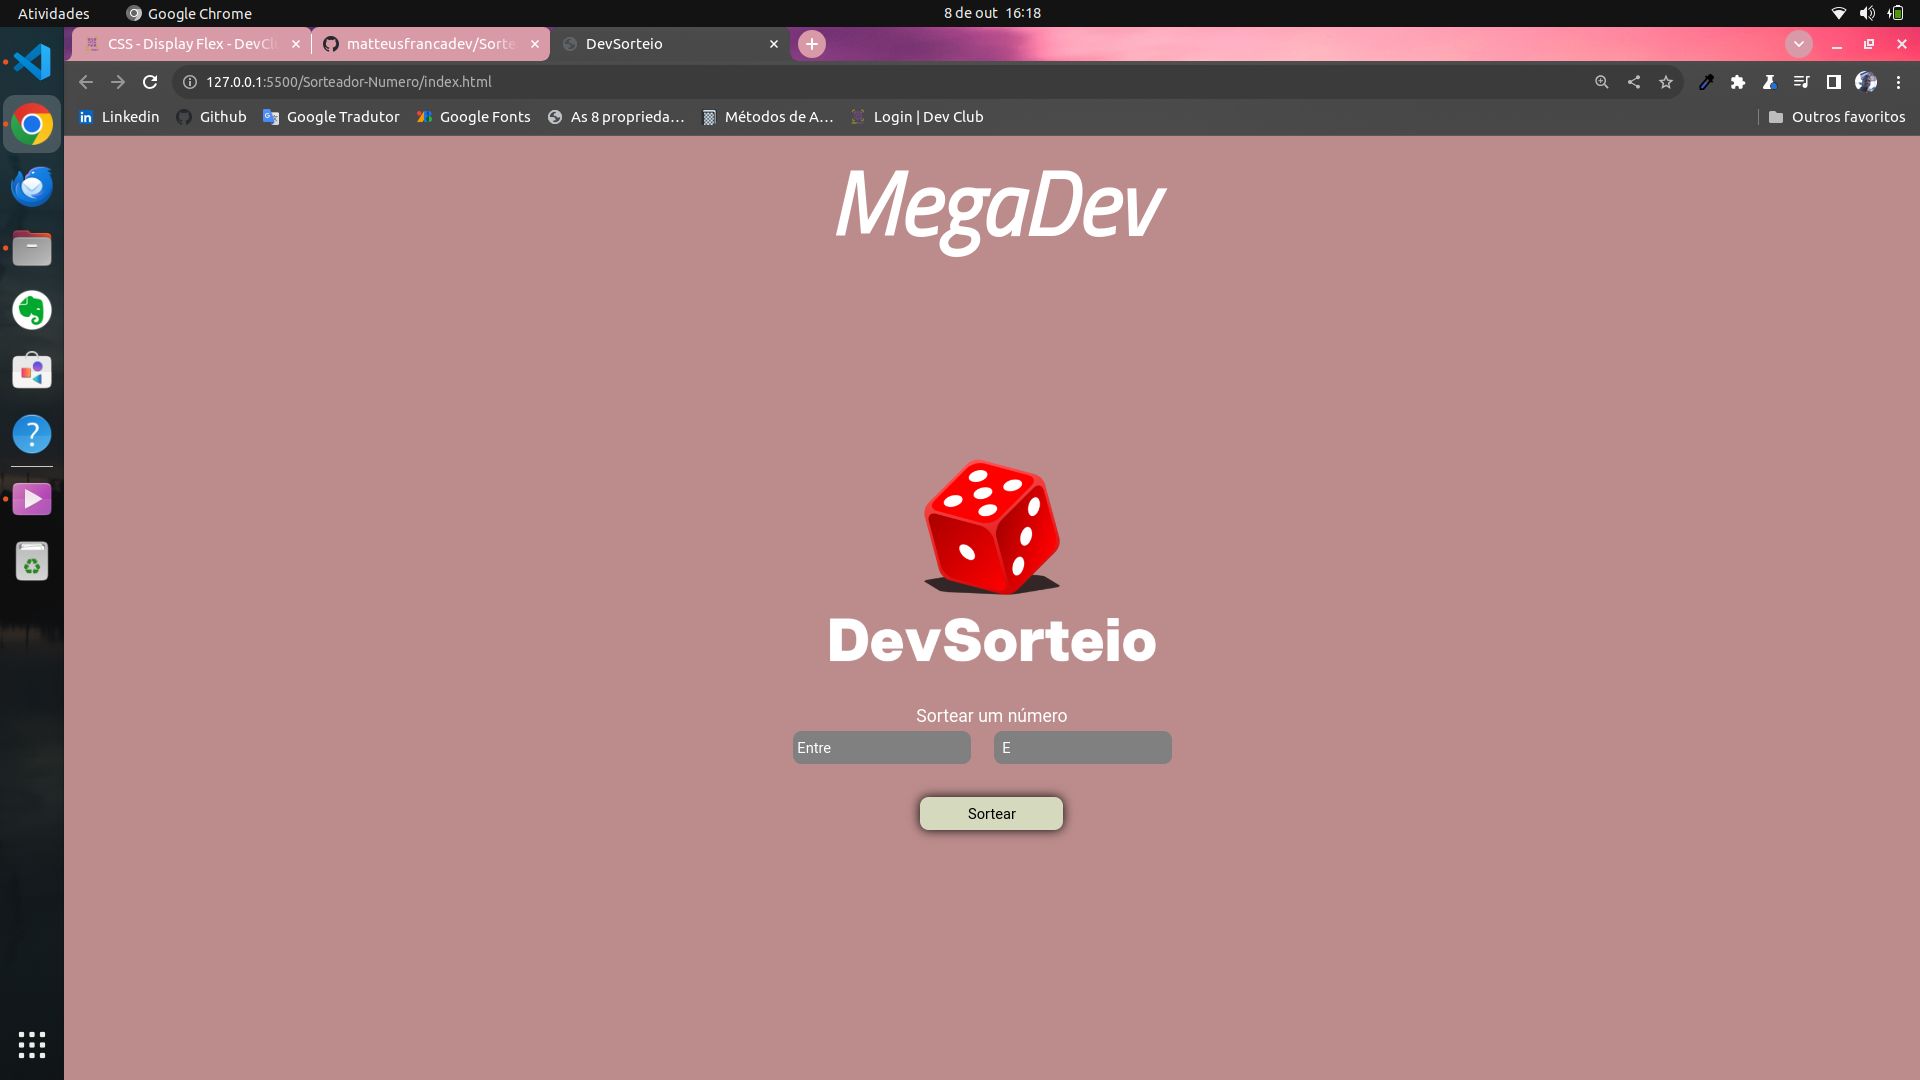 Atividades
Google Chrome
8 de out 16:18
CSS - Display Flex - DevCl
matteusfrancadev/Sorte
DevSorteio
127.0.0.1:5500/Sorteador-Numero/index.html
Linkedin
Github
Google Tradutor
Google Fonts
As 8 proprieda...
Métodos de A...
Login | Dev Club
Outros favoritos
MegaDev
DevSorteio
Sortear um número
Entre
E
Sortear